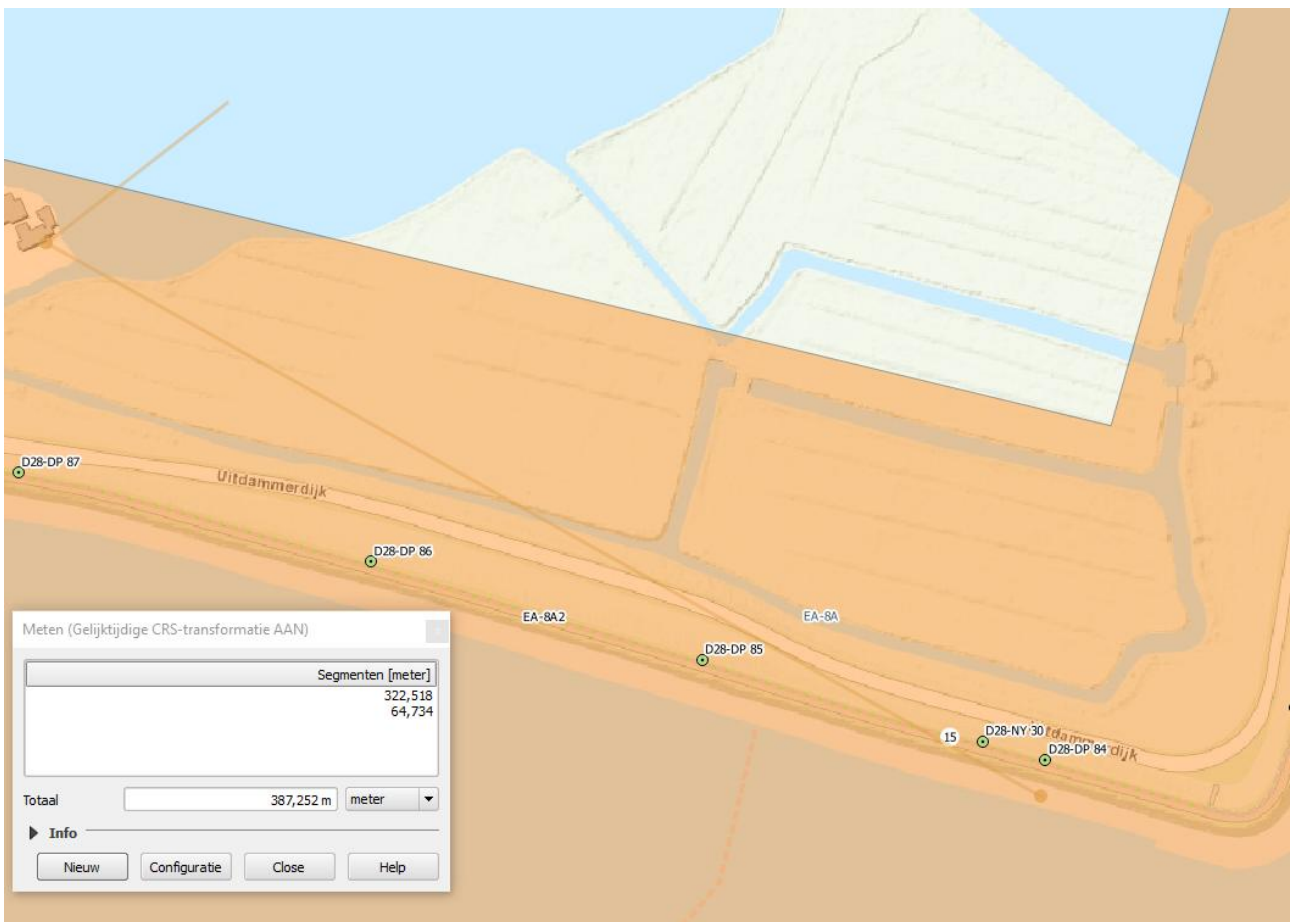 D28-DP 87
Uitdammerdijk
D28-DP 86
EA-8A2
EA-8A
D28-DP 85
15
D28-NY 30
D28-DP 84
Meten (Gelijktijdige CRS-transformatie AAN)
Segmenten [meter]
322,518
64,734
Totaal 387,252 m meter
Info
Nieuw Configuratie Close Help